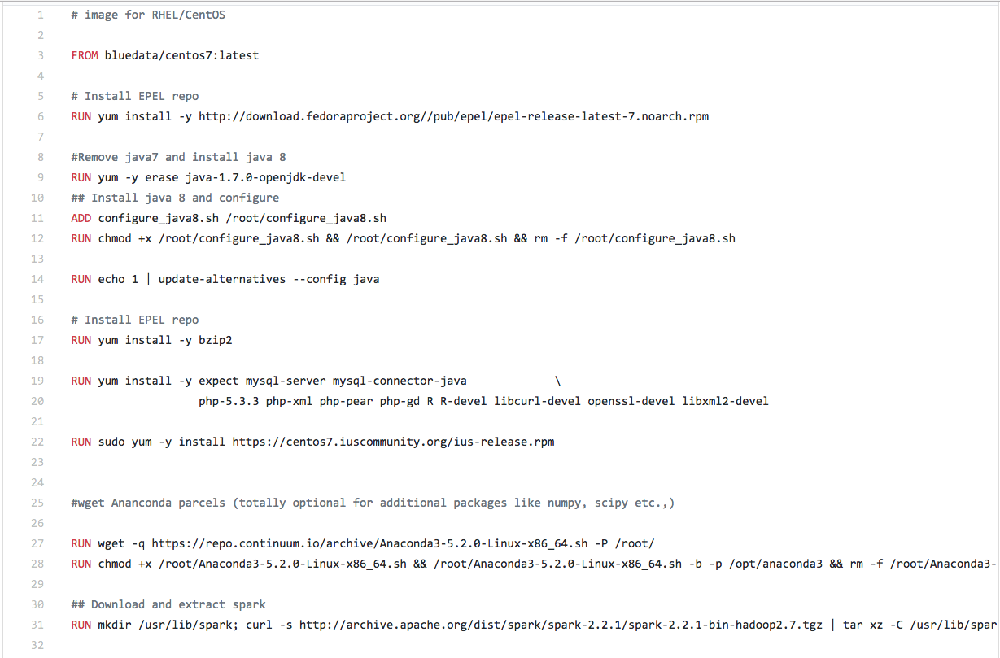 1 # image for RHEL/CentOS
2
3 FROM bluedata/centos7:latest
4
5 # Install EPEL repo
6 RUN yum install -y http://download.fedoraproject.org//pub/epel/epel-release-latest-7.noarch.rpm
7
8 #Remove java7 and install java 8
9 RUN yum -y erase java-1.7.0-openjdk-devel
10 ## Install java 8 and configure
11 ADD configure_java8.sh /root/configure_java8.sh
12 RUN chmod +x /root/configure_java8.sh && /root/configure_java8.sh && rm -f /root/configure_java8.sh
13
14 RUN echo 1 | update-alternatives --config java
15
16 # Install EPEL repo
17 RUN yum install -y bzip2
18
19 RUN yum install -y expect mysql-server mysql-connector-java \
20 php-5.3.3 php-xml php-pear php-gd R R-devel libcurl-devel openssl-devel libxml2-devel
21
22 RUN sudo yum -y install https://centos7.iuscommunity.org/ius-release.rpm
23
24
25 #wget Ananconda parcels (totally optional for additional packages like numpy, scipy etc.,)
26
27 RUN wget -q https://repo.continuum.io/archive/Anaconda3-5.2.0-Linux-x86_64.sh -P /root/
28 RUN chmod +x /root/Anaconda3-5.2.0-Linux-x86_64.sh && /root/Anaconda3-5.2.0-Linux-x86_64.sh -b -p /opt/anaconda3 && rm -f /root/Anaconda3-
29
30 ## Download and extract spark
31 RUN mkdir /usr/lib/spark; curl -s http://archive.apache.org/dist/spark/spark-2.2.1/spark-2.2.1-bin-hadoop2.7.tgz | tar xz -C /usr/lib/spar
32